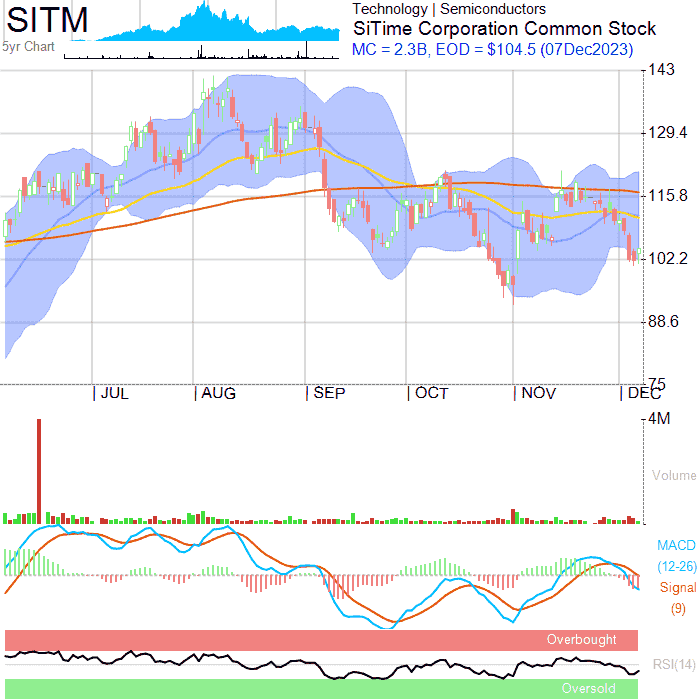 SITM
5yr Chart
Technology | Semiconductors
SiTime Corporation Common Stock
MC = 2.3B, EOD = $104.5 (07Dec2023)
143
129.4
115.8
102.2
88.6
75
JUL AUG SEP OCT NOV DEC
4M
Volume
MACD
(12-26)
Signal
(9)
Overbought
RSI(14)
Oversold